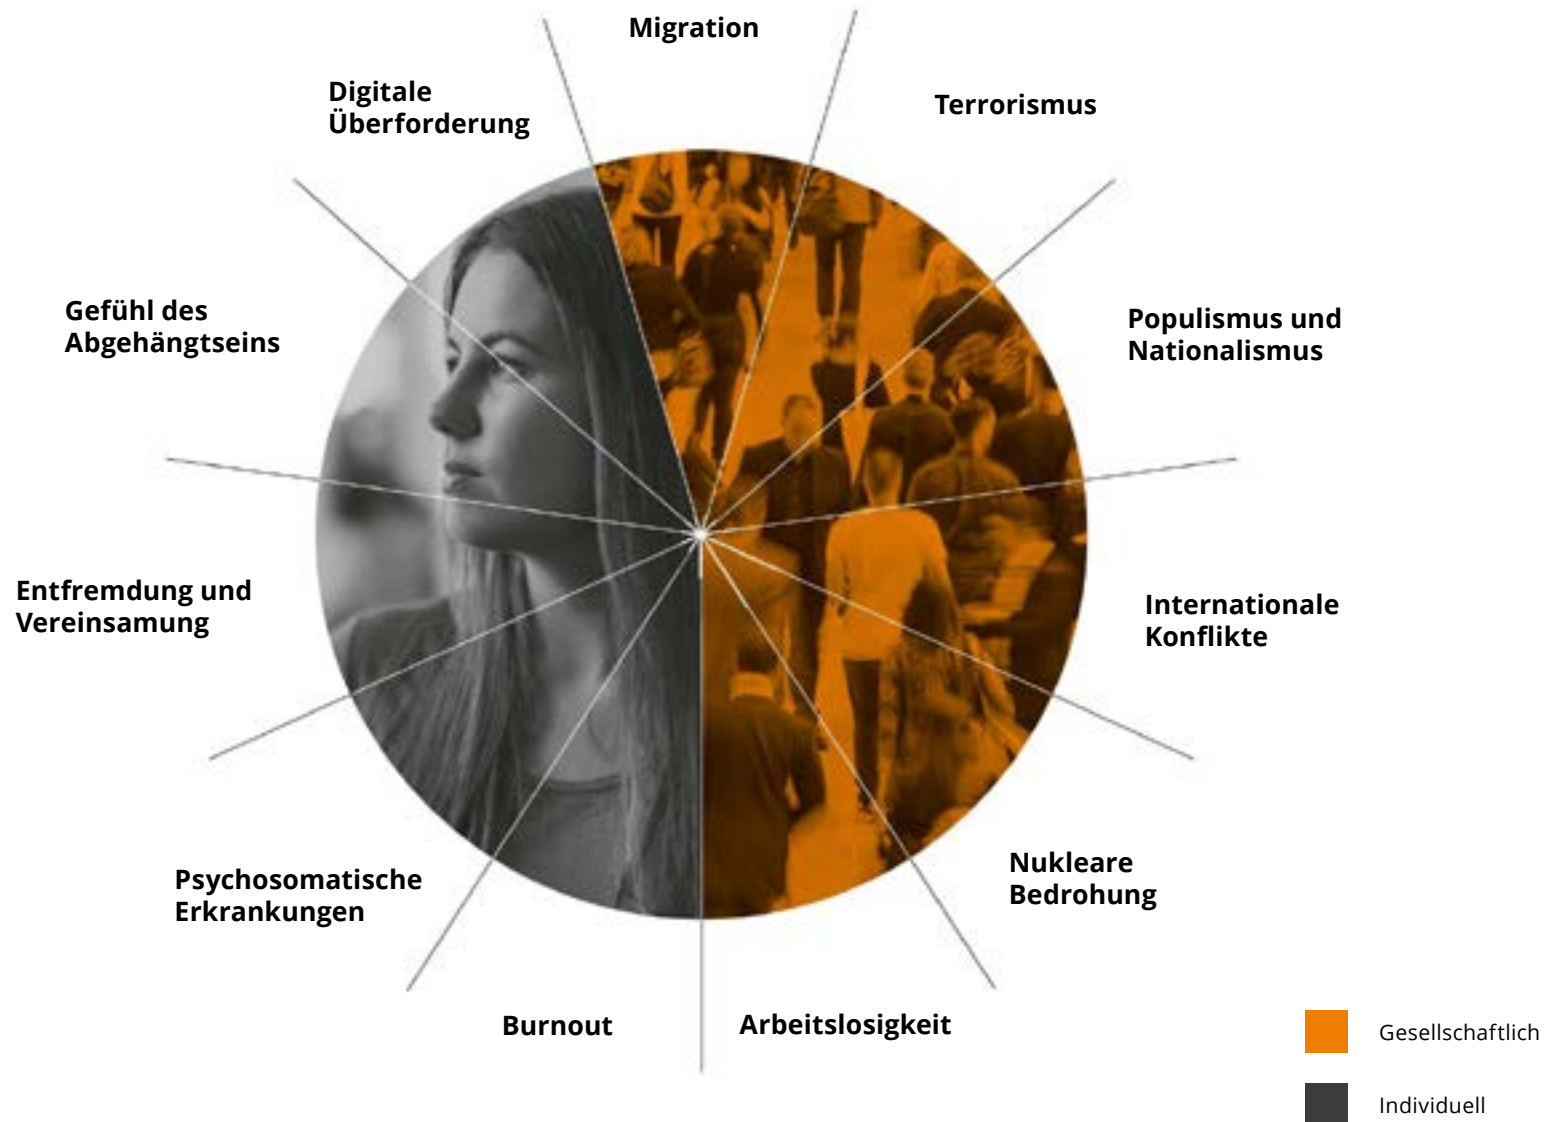 Migration
Terrorismus
Populismus und
Nationalismus
Internationale
Konflikte
Nukleare
Bedrohung
Arbeitslosigkeit
Burnout
Psychosomatische
Erkrankungen
Entfremdung und
Vereinsamung
Gefühl des
Abgehängtseins
Digitale
Überforderung
Gesellschaftlich
Individuell